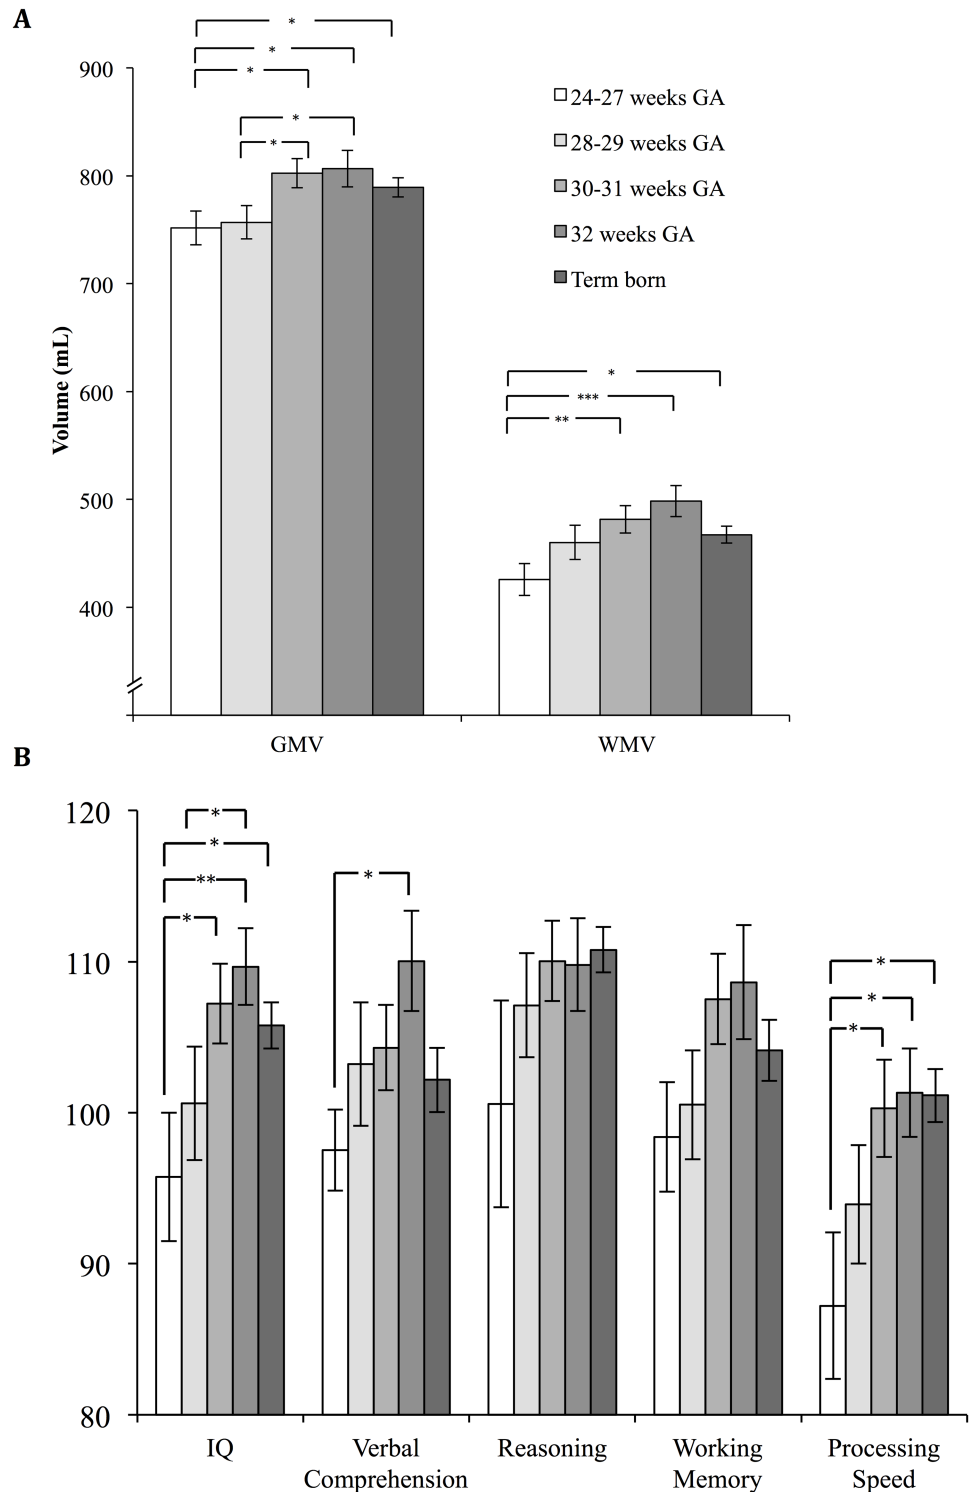 A
*
*
*
900
*
*
24-27 weeks GA
28-29 weeks GA
30-31 weeks GA
32 weeks GA
Term born
800
700
600
500
400
Volume (mL)
*
***
**
GMV
WMV
B
120
110
100
90
80
*
*
**
*
*
*
*
*
IQ
Verbal
Comprehension
Reasoning
Working
Memory
Processing
Speed